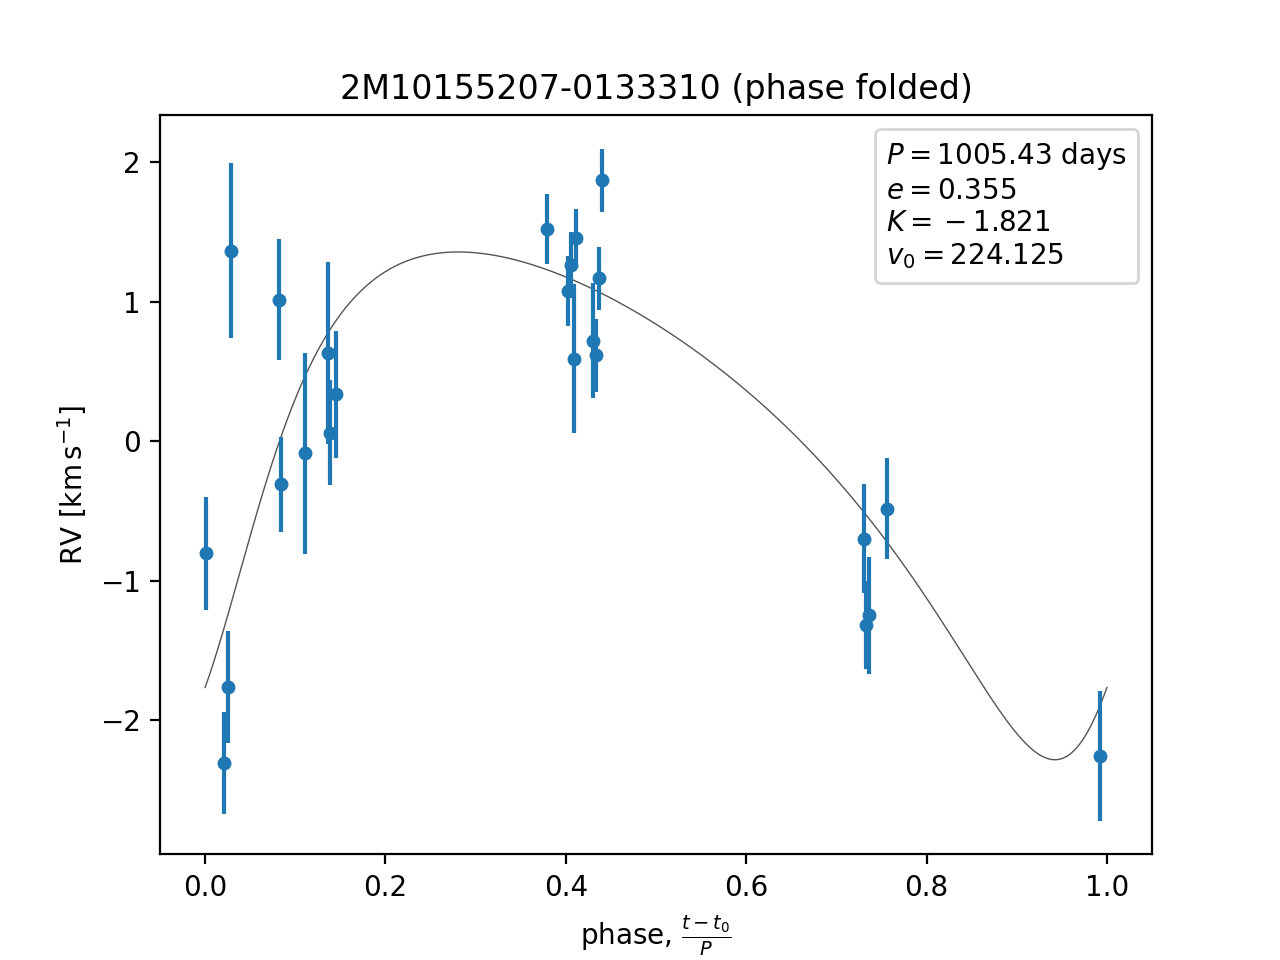 2M10155207-0133310 (phase folded)
P = 1005.43 days
e = 0.355
K = −1.821
v₀ = 224.125
2
1
0
−1
−2
RV [km s⁻¹]
0.0 0.2 0.4 0.6 0.8 1.0
phase, (t − t₀)/P